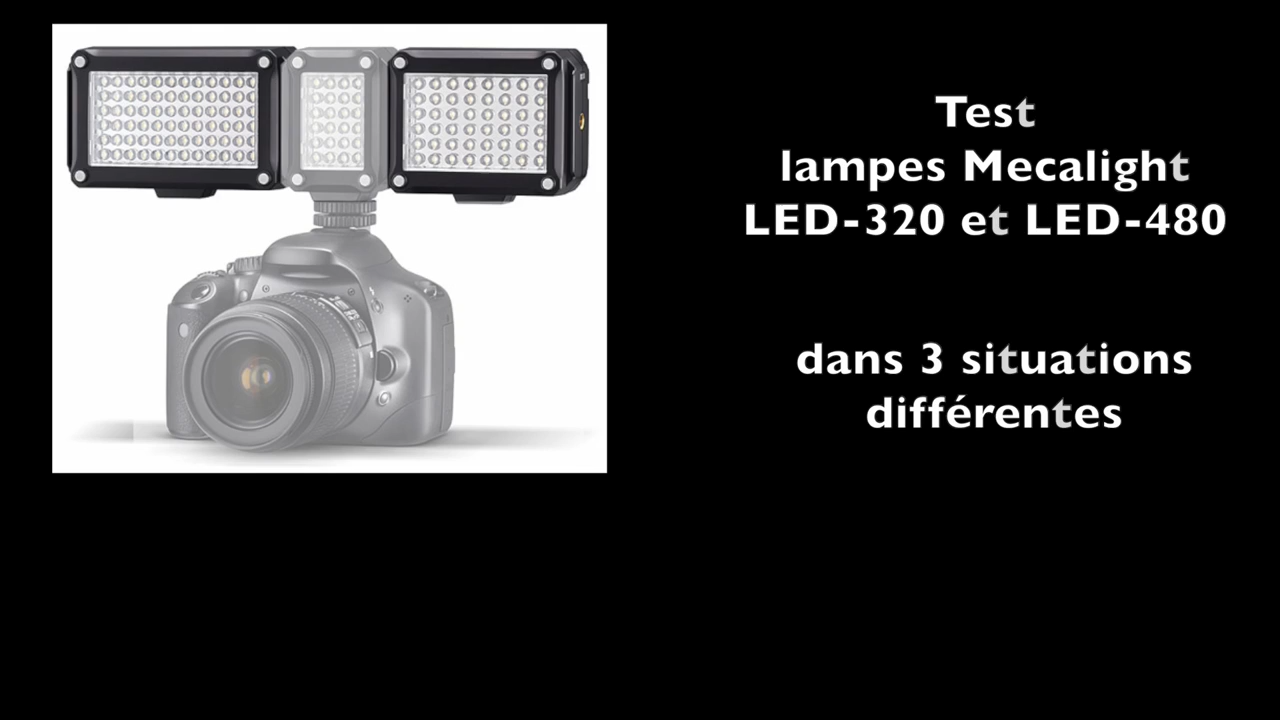 Test
lampes Mecalight
LED-320 et LED-480
dans 3 situations
différentes